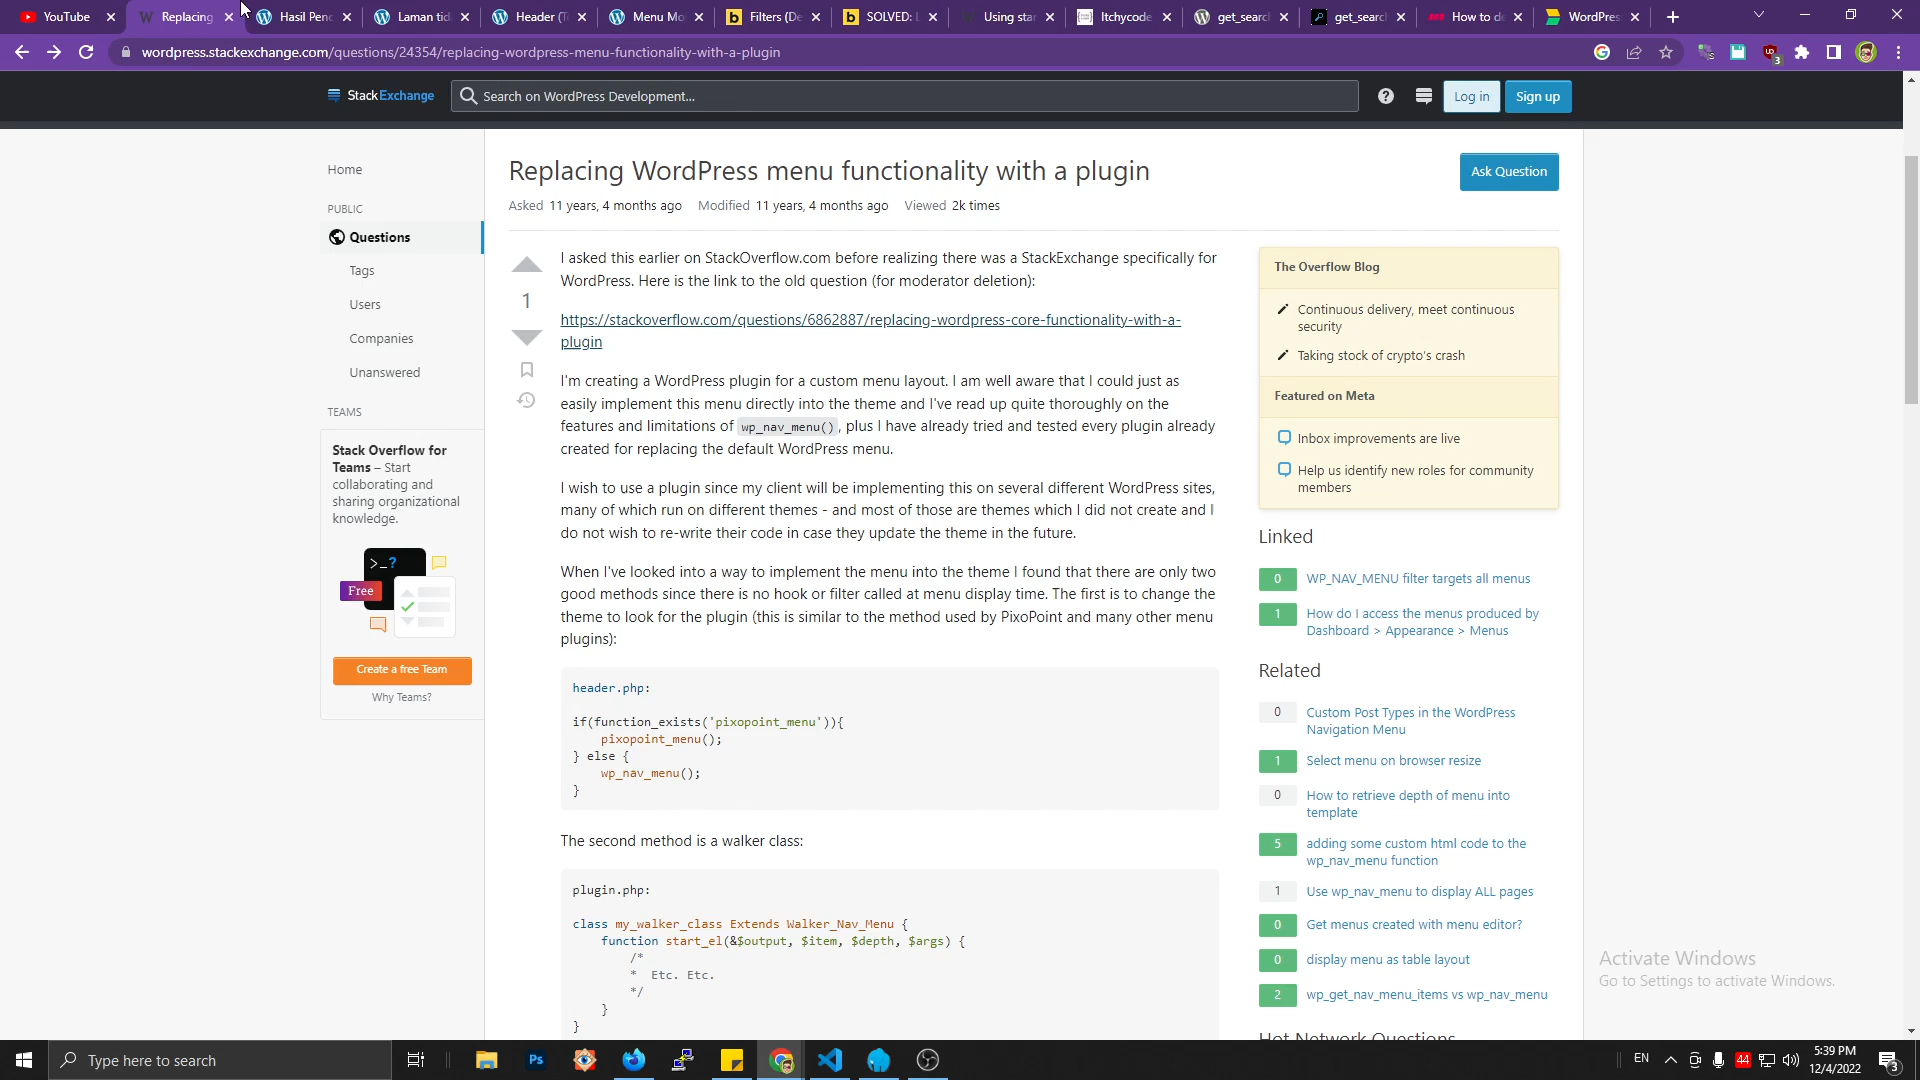 YouTube
Replacing
Hasil Penc
Laman tid
Header (T
Menu Mo
Filters (De
SOLVED: L
Using sta
Itchycode
get_searc
get_searc
How to de
WordPres
wordpress.stackexchange.com/questions/24354/replacing-wordpress-menu-functionality-with-a-plugin
StackExchange
Search on WordPress Development...
Log in
Sign up
Home
PUBLIC
Questions
Tags
Users
Companies
Unanswered
TEAMS
Stack Overflow for
Teams – Start
collaborating and
sharing organizational
knowledge.
>_?
Free
Create a free Team
Why Teams?
Replacing WordPress menu functionality with a plugin
Ask Question
Asked 11 years, 4 months ago Modified 11 years, 4 months ago Viewed 2k times
1
I asked this earlier on StackOverflow.com before realizing there was a StackExchange specifically for
WordPress. Here is the link to the old question (for moderator deletion):
https://stackoverflow.com/questions/6862887/replacing-wordpress-core-functionality-with-a-
plugin
I'm creating a WordPress plugin for a custom menu layout. I am well aware that I could just as
easily implement this menu directly into the theme and I've read up quite thoroughly on the
features and limitations of wp_nav_menu(), plus I have already tried and tested every plugin already
created for replacing the default WordPress menu.
I wish to use a plugin since my client will be implementing this on several different WordPress sites,
many of which run on different themes - and most of those are themes which I did not create and I
do not wish to re-write their code in case they update the theme in the future.
When I've looked into a way to implement the menu into the theme I found that there are only two
good methods since there is no hook or filter called at menu display time. The first is to change the
theme to look for the plugin (this is similar to the method used by PixoPoint and many other menu
plugins):
header.php:
if(function_exists('pixopoint_menu')){
pixopoint_menu();
} else {
wp_nav_menu();
}
The second method is a walker class:
plugin.php:
class my_walker_class Extends Walker_Nav_Menu {
function start_el(&$output, $item, $depth, $args) {
/*
* Etc. Etc.
*/
}
}
The Overflow Blog
Continuous delivery, meet continuous
security
Taking stock of crypto's crash
Featured on Meta
Inbox improvements are live
Help us identify new roles for community
members
Linked
0 WP_NAV_MENU filter targets all menus
1 How do I access the menus produced by
Dashboard > Appearance > Menus
Related
0 Custom Post Types in the WordPress
Navigation Menu
1 Select menu on browser resize
0 How to retrieve depth of menu into
template
5 adding some custom html code to the
wp_nav_menu function
1 Use wp_nav_menu to display ALL pages
0 Get menus created with menu editor?
0 display menu as table layout
2 wp_get_nav_menu_items vs wp_nav_menu
Hot Network Questions
Activate Windows
Go to Settings to activate Windows.
Type here to search
Ps
EN
44
5:39 PM
12/4/2022
3